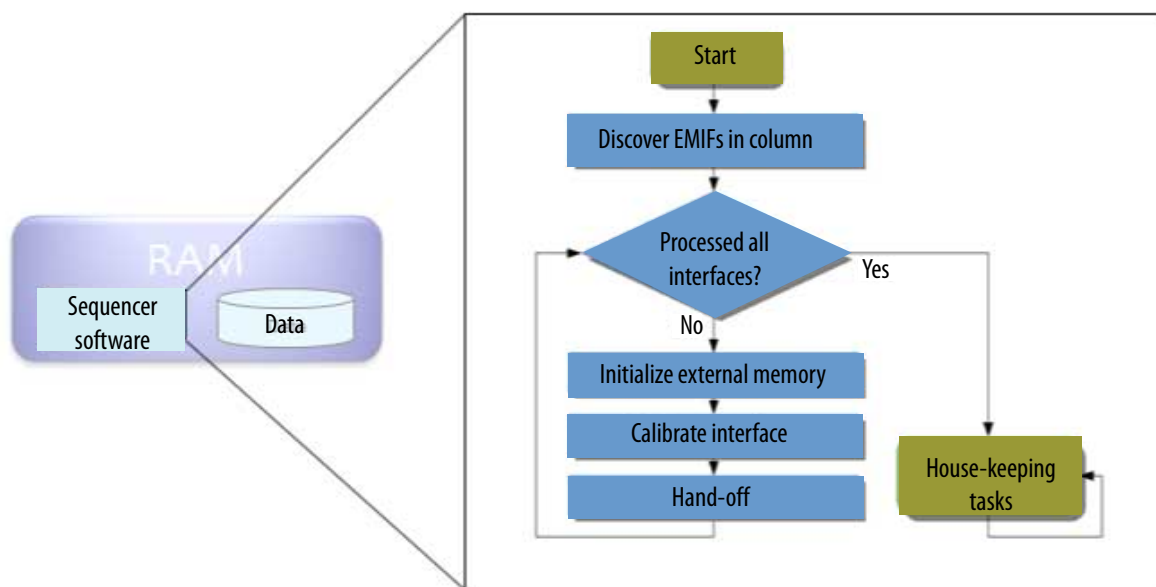 RAM
Sequencer
software
Data
Start
Discover EMIFs in column
Processed all
interfaces?
Yes
No
Initialize external memory
Calibrate interface
Hand-off
House-keeping
tasks